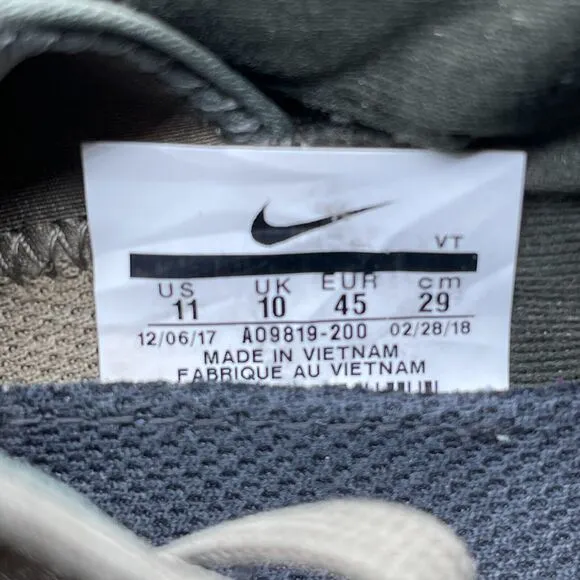 VT
US UK EUR cm
11 10 45 29
12/06/17 AO9819-200 02/28/18
MADE IN VIETNAM
FABRIQUE AU VIETNAM